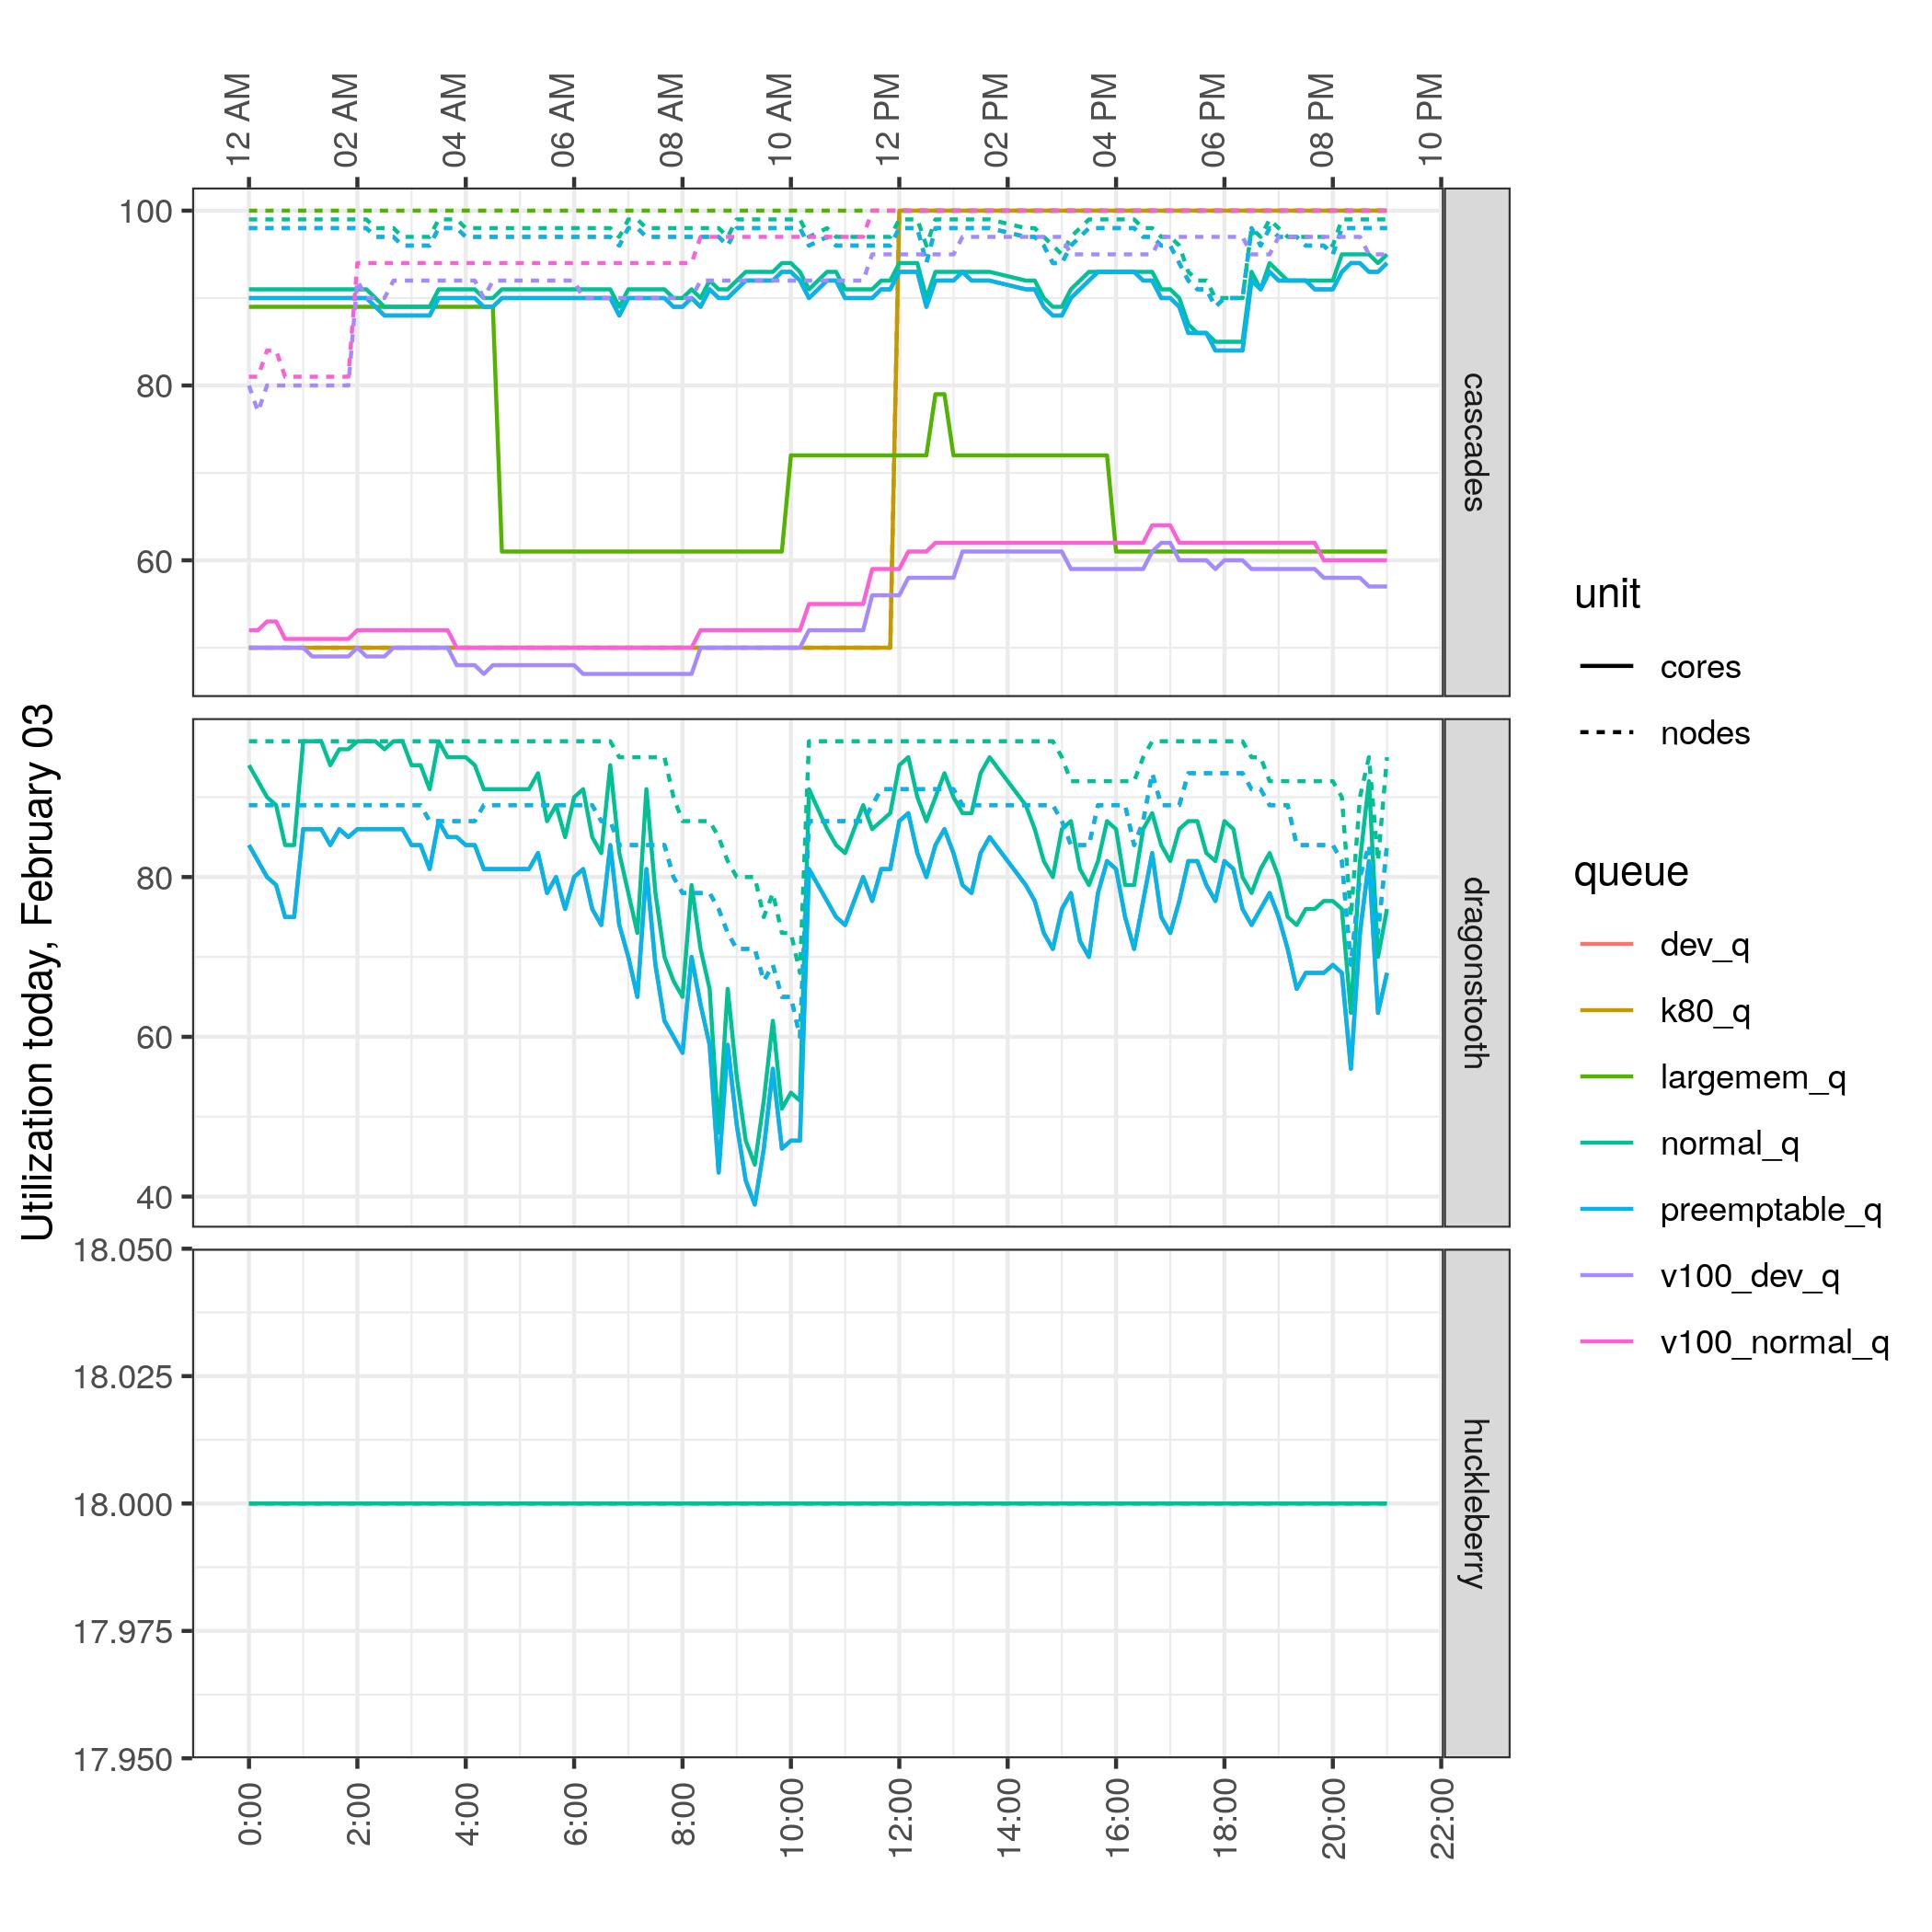 12 AM
02 AM
04 AM
06 AM
08 AM
10 AM
12 PM
02 PM
04 PM
06 PM
08 PM
10 PM
Utilization today, February 03
100
80
60
cascades
80
60
40
dragonstooth
18.050
18.025
18.000
17.975
17.950
huckleberry
0:00
2:00
4:00
6:00
8:00
10:00
12:00
14:00
16:00
18:00
20:00
22:00
unit
cores
nodes
queue
dev_q
k80_q
largemem_q
normal_q
preemptable_q
v100_dev_q
v100_normal_q